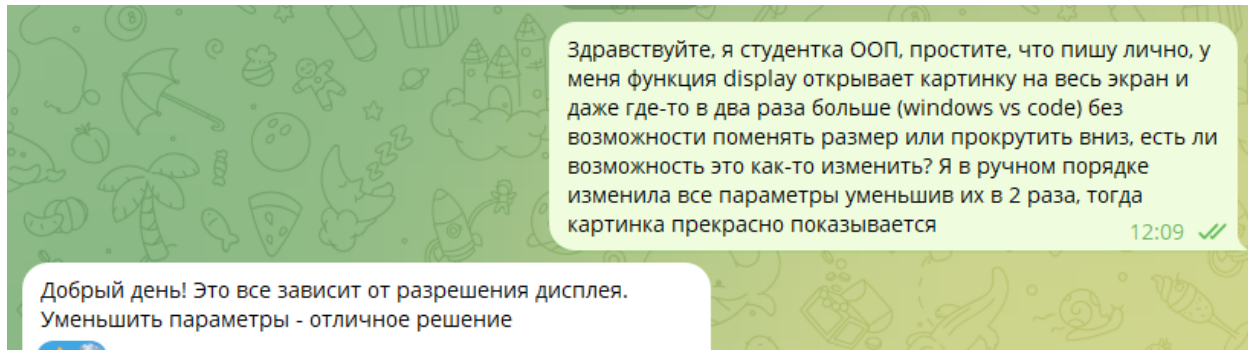 Здравствуйте, я студентка ООП, простите, что пишу лично, у
меня функция display открывает картинку на весь экран и
даже где-то в два раза больше (windows vs code) без
возможности поменять размер или прокрутить вниз, есть ли
возможность это как-то изменить? Я в ручном порядке
изменила все параметры уменьшив их в 2 раза, тогда
картинка прекрасно показывается
12:09
Добрый день! Это все зависит от разрешения дисплея.
Уменьшить параметры - отличное решение